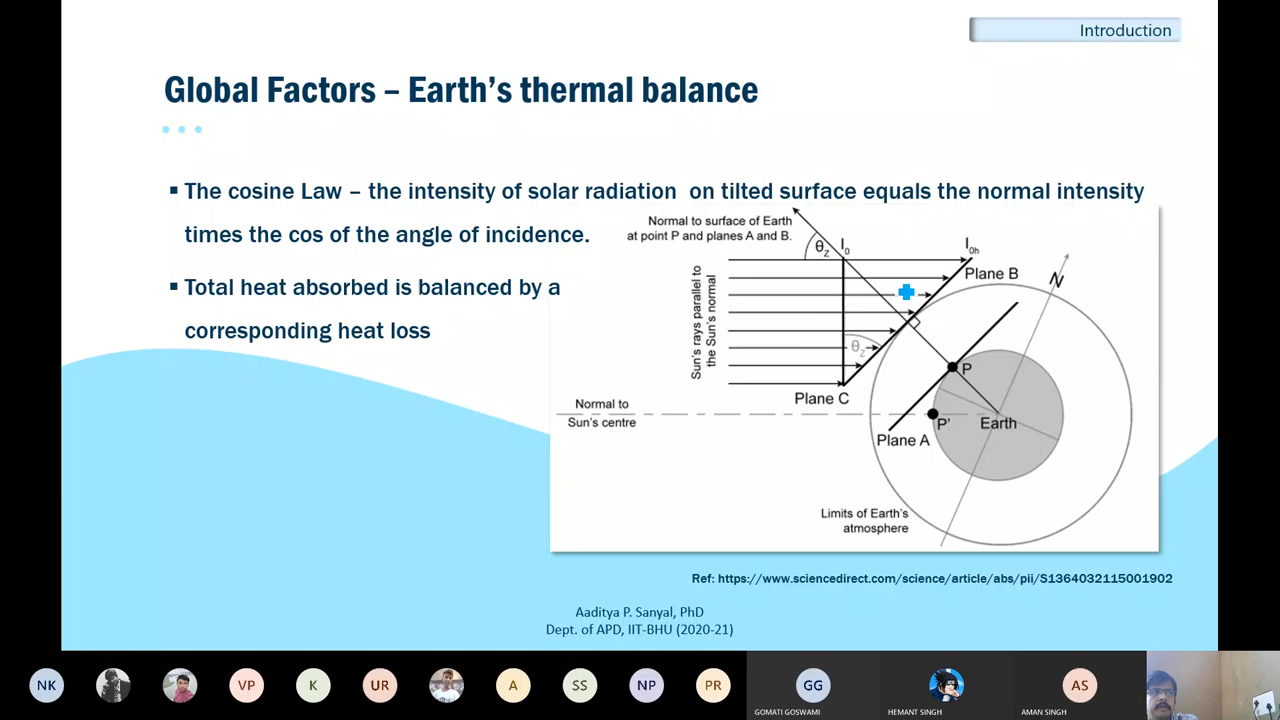 Introduction
Global Factors – Earth's thermal balance
▪ The cosine Law – the intensity of solar radiation on tilted surface equals the normal intensity
times the cos of the angle of incidence.
▪ Total heat absorbed is balanced by a
corresponding heat loss
Normal to surface of Earth
at point P and planes A and B.
θz
I0
I0h
Plane B
N
Sun's rays parallel to
the Sun's normal
θz
P
Plane C
Normal to
Sun's centre
P'
Earth
Plane A
Limits of Earth's
atmosphere
Ref: https://www.sciencedirect.com/science/article/abs/pii/S1364032115001902
Aaditya P. Sanyal, PhD
Dept. of APD, IIT-BHU (2020-21)
NK
VP
K
UR
A
SS
NP
PR
GG
AS
GOMATI GOSWAMI
HEMANT SINGH
AMAN SINGH